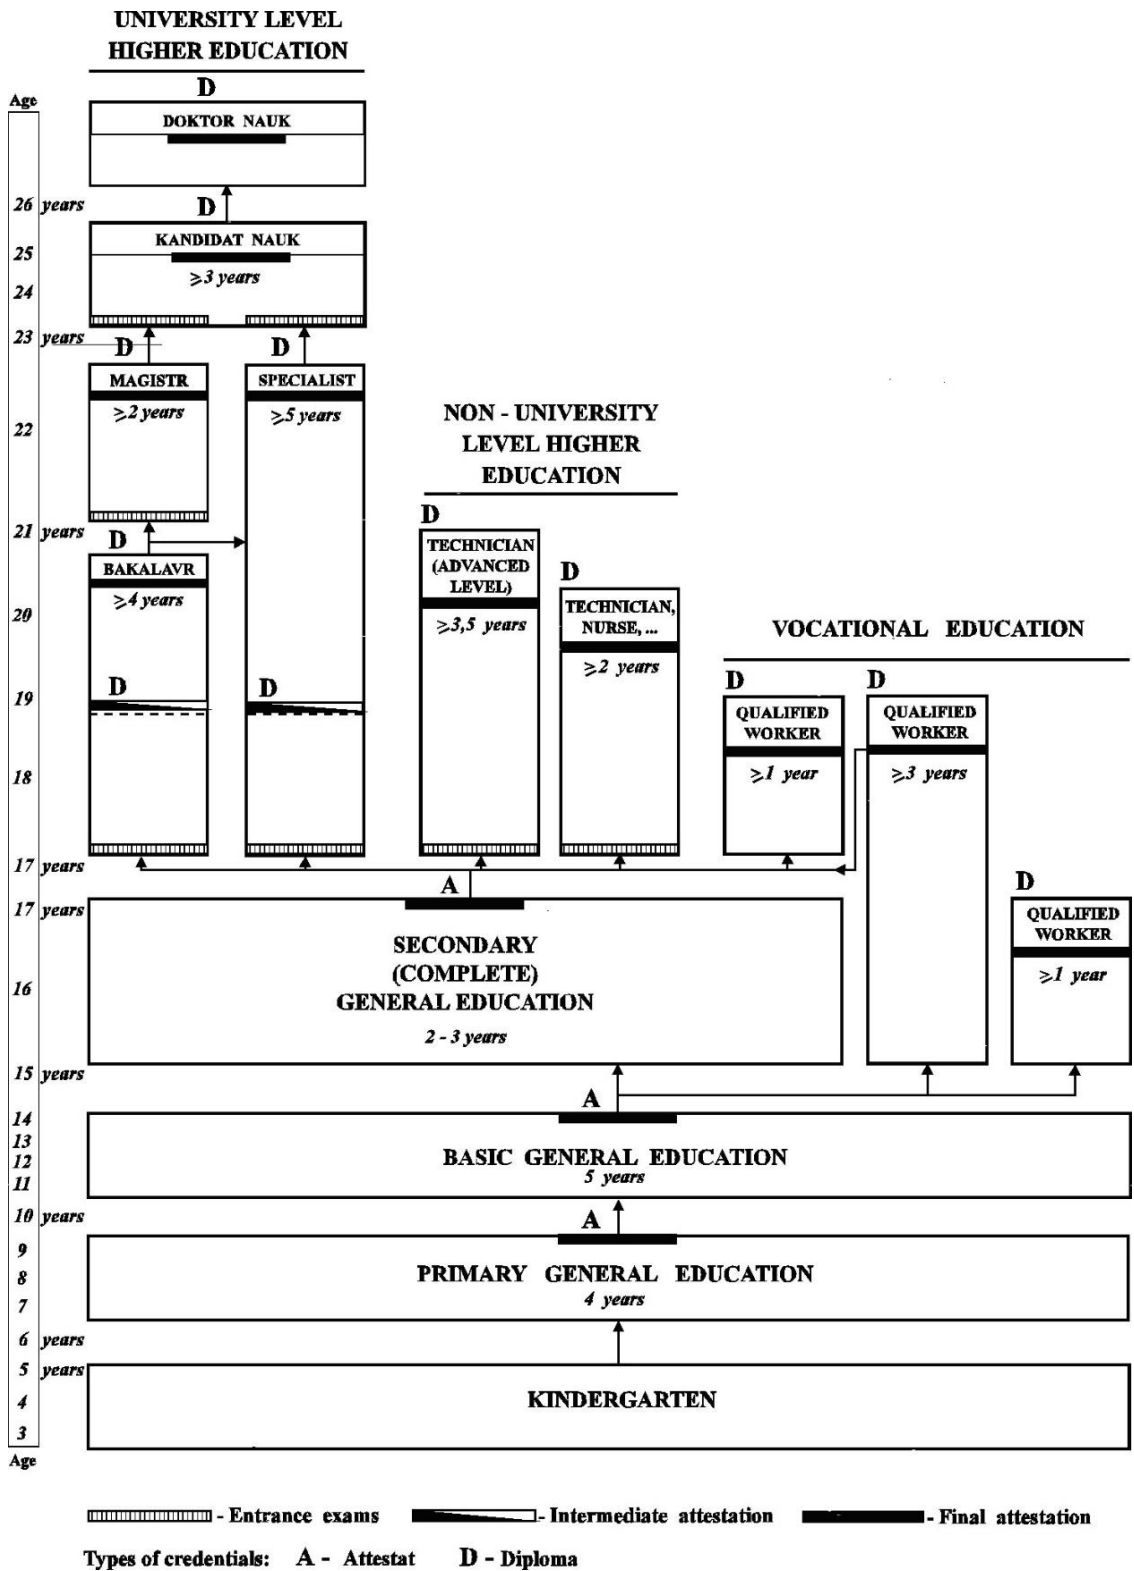 UNIVERSITY LEVEL
HIGHER EDUCATION
D
Age
DOKTOR NAUK
26 years
D
KANDIDAT NAUK
25
⩾3 years
24
23 years
D
D
MAGISTR
SPECIALIST
⩾2 years
⩾5 years
22
NON - UNIVERSITY
LEVEL HIGHER
EDUCATION
21 years
D
D
BAKALAVR
TECHNICIAN
(ADVANCED
LEVEL)
D
⩾4 years
20
⩾3,5 years
TECHNICIAN,
NURSE, ...
⩾2 years
VOCATIONAL EDUCATION
19
D
D
D
D
QUALIFIED
WORKER
QUALIFIED
WORKER
18
⩾1 year
⩾3 years
17 years
A
17 years
D
QUALIFIED
WORKER
SECONDARY
(COMPLETE)
GENERAL EDUCATION
2 - 3 years
16
⩾1 year
15 years
A
14
13
12
11
BASIC GENERAL EDUCATION
5 years
10 years
A
9
8
7
PRIMARY GENERAL EDUCATION
4 years
6 years
5 years
4
3
KINDERGARTEN
Age
- Entrance exams - Intermediate attestation - Final attestation
Types of credentials: A - Attestat D - Diploma